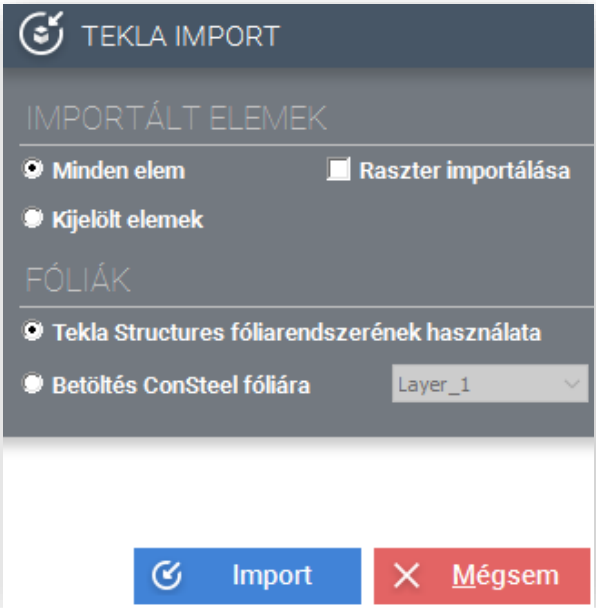 TEKLA IMPORT
IMPORTÁLT ELEMEK
Minden elem Raszter importálása
Kijelölt elemek
FÓLIÁK
Tekla Structures fóliarendszerének használata
Betöltés ConSteel fóliára Layer_1
Import Mégsem